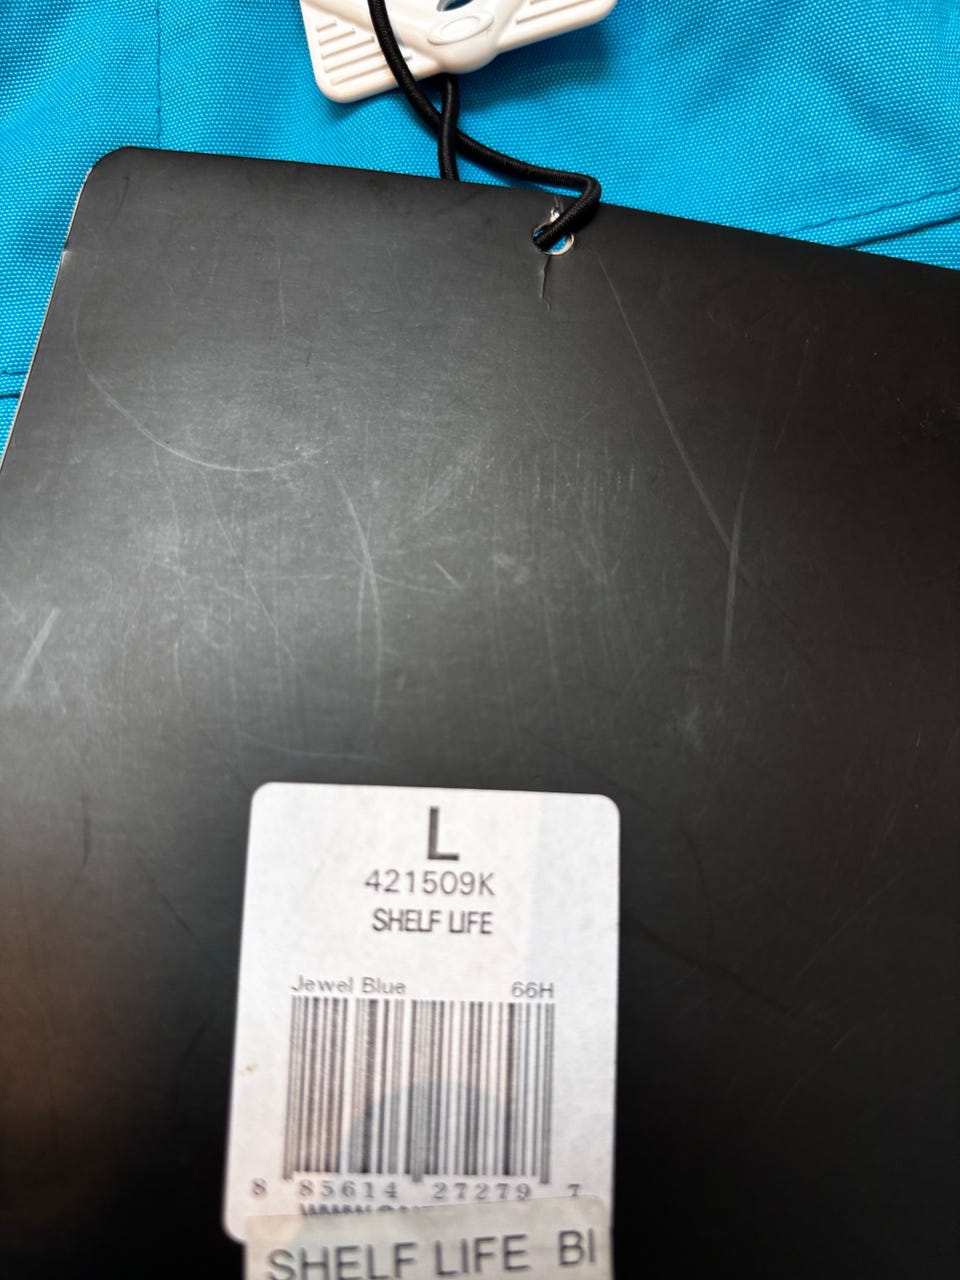 L
421509K
SHELF LIFE
Jewel Blue 66H
8 85614 27279 7
SHELF LIFE BI